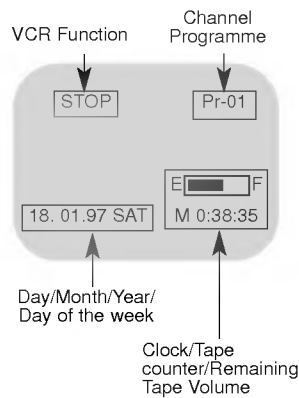 VCR Function
Channel
Programme
STOP
Pr-01
E F
18. 01.97 SAT
M 0:38:35
Day/Month/Year/
Day of the week
Clock/Tape
counter/Remaining
Tape Volume